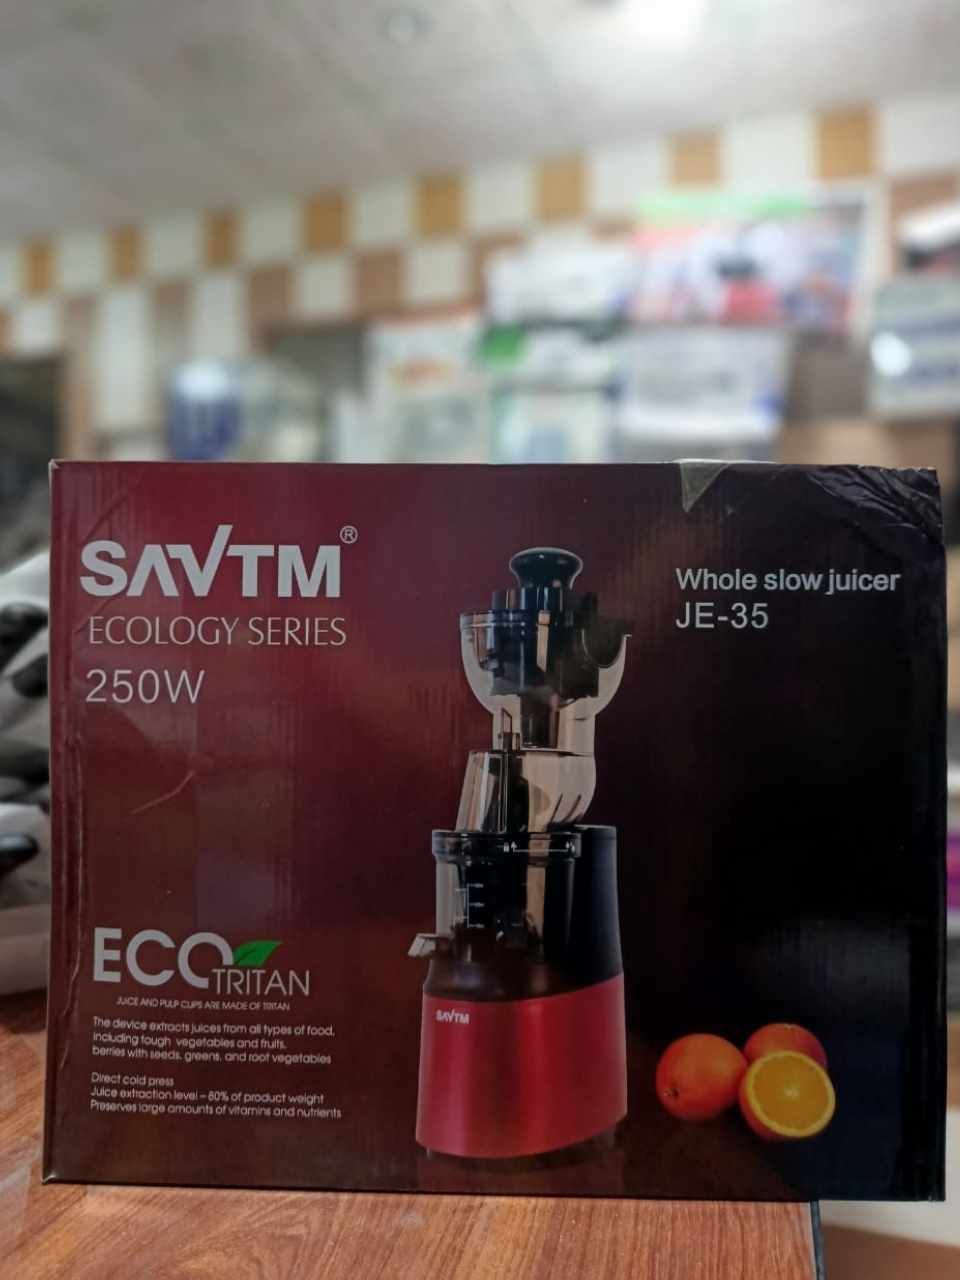 SAVTM®
ECOLOGY SERIES
250W
Whole slow juicer
JE-35
ECO TRITAN
JUICE AND PULP CUPS ARE MADE OF TRITAN
The device extracts juices from all types of food,
including tough vegetables and fruits,
berries with seeds, greens, and root vegetables
Direct cold press
Juice extraction level – 80% of product weight
Preserves large amounts of vitamins and nutrients
SAVTM